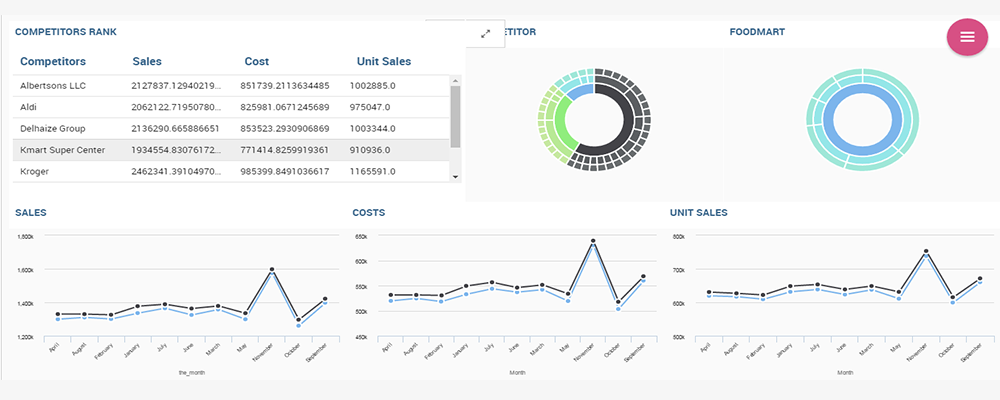 COMPETITORS RANK
ETITOR
FOODMART
Competitors Sales Cost Unit Sales
Albertsons LLC 2127837.12940219... 851739.2113634485 1002885.0
Aldi 2062122.71950780... 825981.0671245689 975047.0
Delhaize Group 2136290.665886651 853523.2930906869 1003344.0
Kmart Super Center 1934554.83076172... 771414.8259919361 910936.0
Kroger 2462341.39104970... 985399.8491036617 1165591.0
SALES
1,800k
1,600k
1,400k
1,200k
April August February January July June March May November October September
the_month
COSTS
650k
550k
500k
450k
April August February January July June March May November October September
Month
UNIT SALES
700k
600k
500k
April August February January July June March May November October September
Month